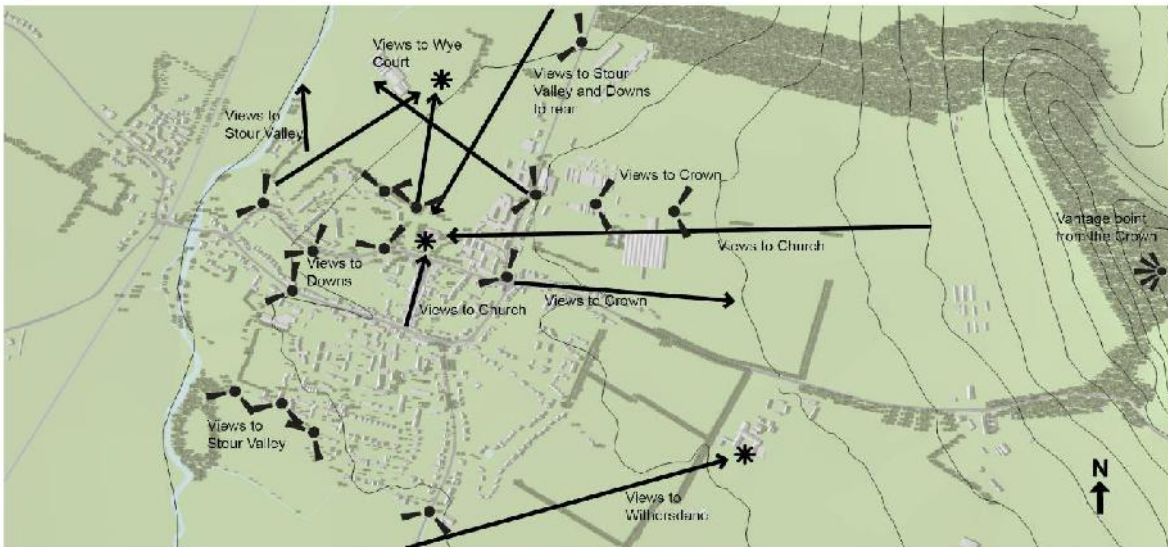 Views to Wye
Court
Views to Stour
Valley and Downs
to rear
Views to
Stour Valley
Views to Crown
Vantage point
from the Crown
Views to Church
Views to
Downs
Views to Church
Views to Crown
Views to
Stour Valley
Views to
Withersdane
N